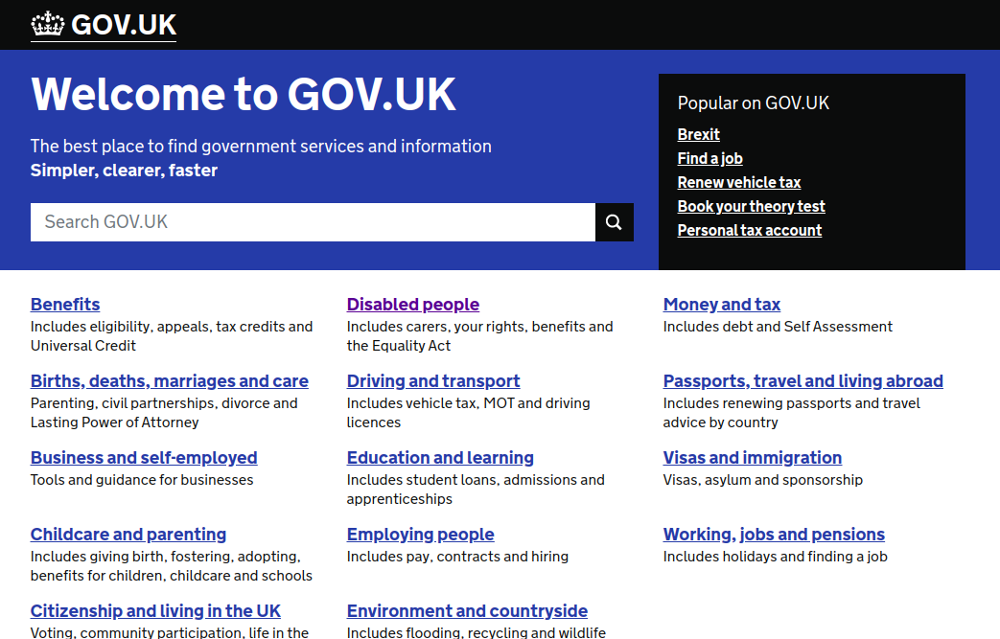 GOV.UK
Welcome to GOV.UK
The best place to find government services and information
Simpler, clearer, faster
Search GOV.UK
Popular on GOV.UK
Brexit
Find a job
Renew vehicle tax
Book your theory test
Personal tax account
Benefits
Includes eligibility, appeals, tax credits and
Universal Credit
Births, deaths, marriages and care
Parenting, civil partnerships, divorce and
Lasting Power of Attorney
Business and self-employed
Tools and guidance for businesses
Childcare and parenting
Includes giving birth, fostering, adopting,
benefits for children, childcare and schools
Citizenship and living in the UK
Voting, community participation, life in the
Disabled people
Includes carers, your rights, benefits and
the Equality Act
Driving and transport
Includes vehicle tax, MOT and driving
licences
Education and learning
Includes student loans, admissions and
apprenticeships
Employing people
Includes pay, contracts and hiring
Environment and countryside
Includes flooding, recycling and wildlife
Money and tax
Includes debt and Self Assessment
Passports, travel and living abroad
Includes renewing passports and travel
advice by country
Visas and immigration
Visas, asylum and sponsorship
Working, jobs and pensions
Includes holidays and finding a job